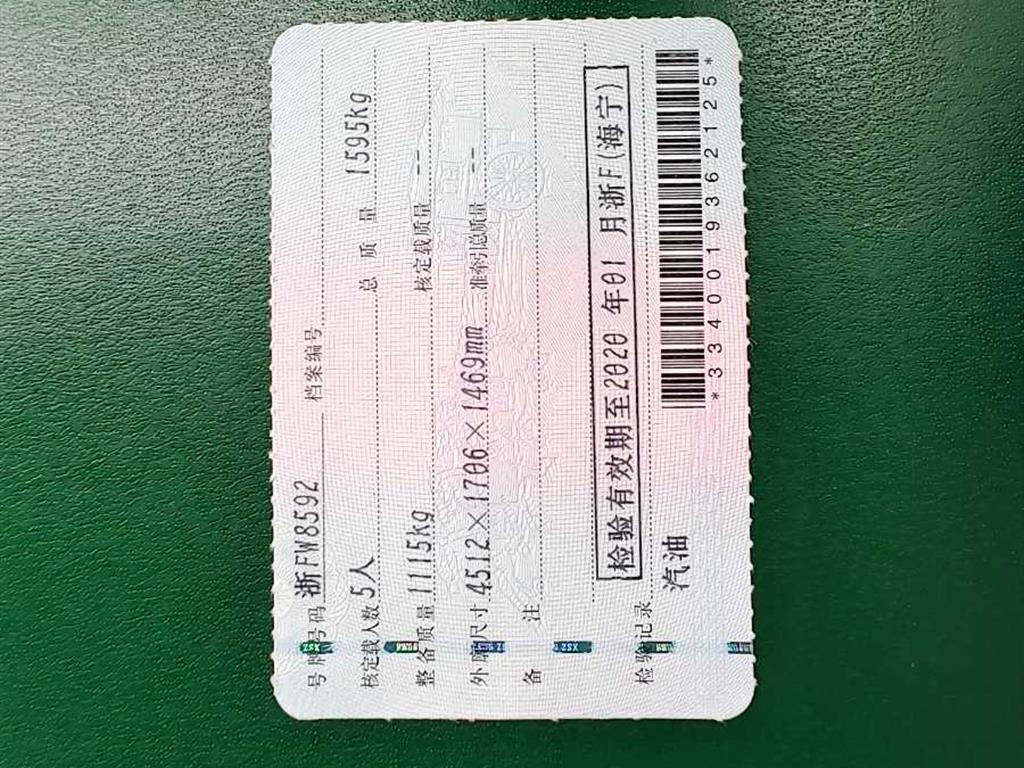 号牌号码 浙FW8592 档案编号
核定载人数 5人 总质量 1595kg
整备质量 1115kg 核定载质量 --
外廓尺寸 4512×1706×1469mm 准牵引总质量 --
备注
检验有效期至2020年01月浙F(海宁)
检验记录
汽油
*3340019362125*